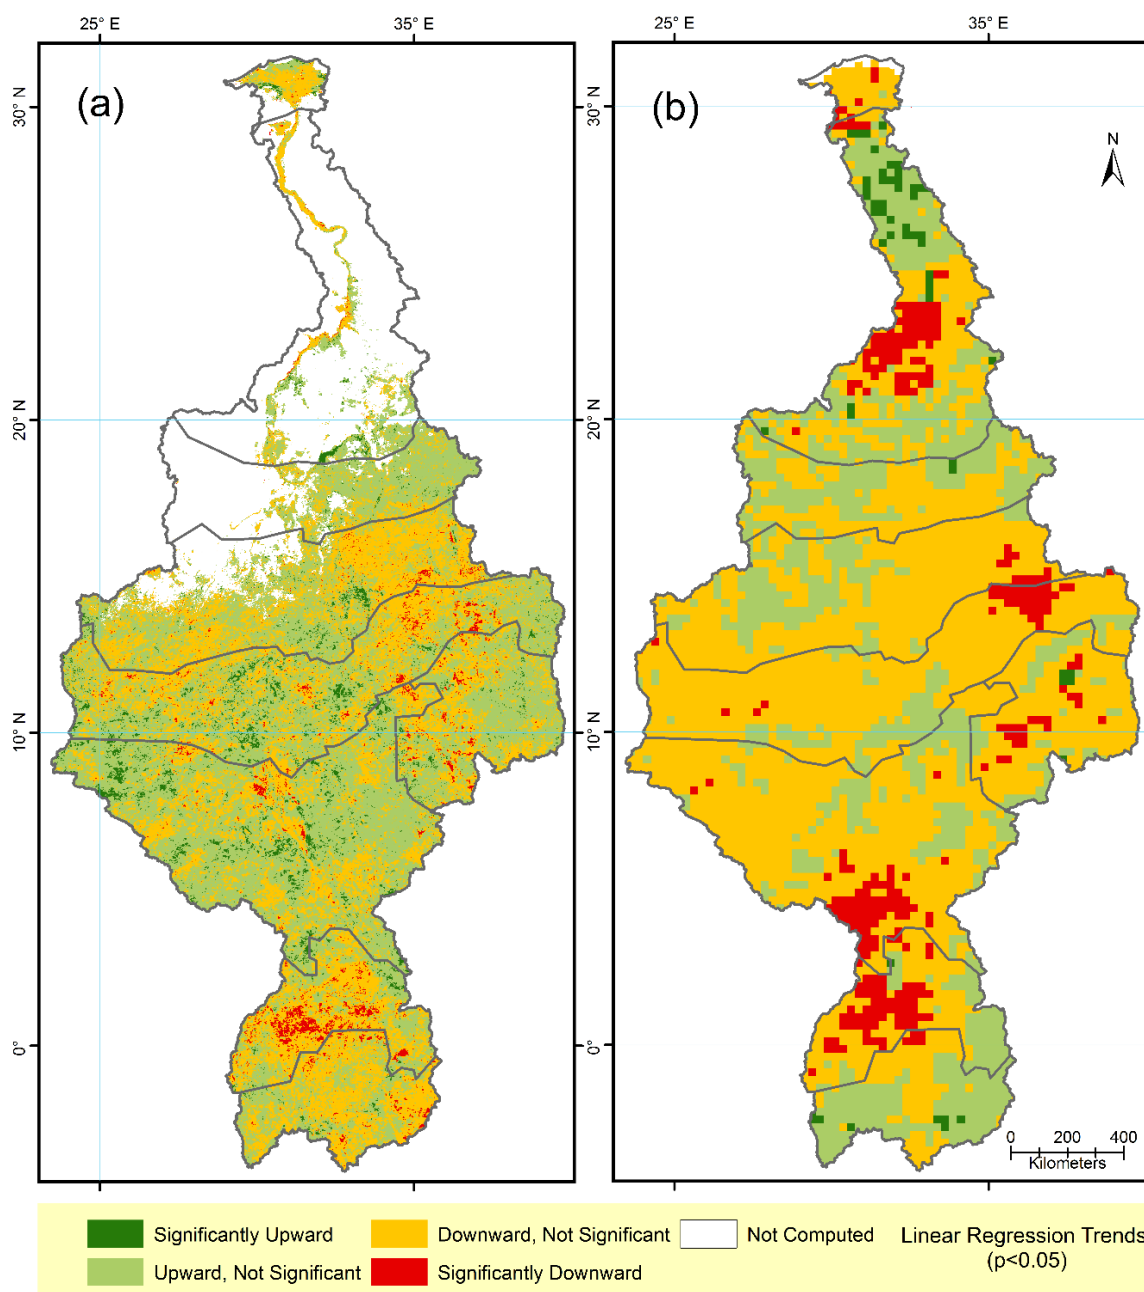 25° E
35° E
25° E
35° E
(a)
(b)
N
30° N
20° N
10° N
0°
30° N
20° N
10° N
0°
0 200 400
Kilometers
Significantly Upward
Downward, Not Significant
Not Computed
Linear Regression Trends
(p<0.05)
Upward, Not Significant
Significantly Downward